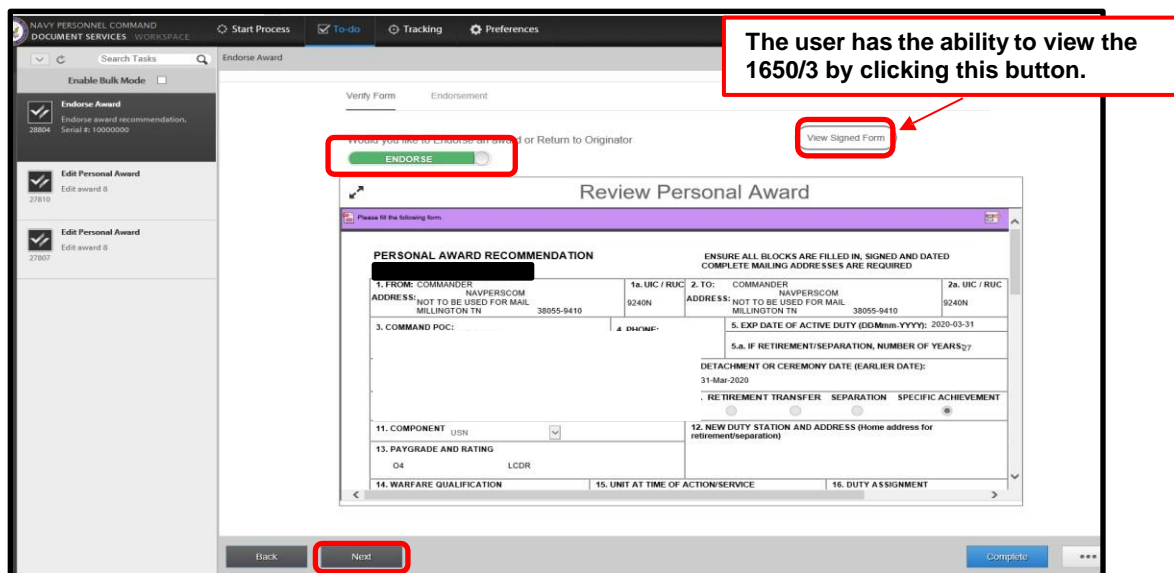 NAVY PERSONNEL COMMAND
DOCUMENT SERVICES WORKSPACE
Start Process
To-do
Tracking
Preferences
The user has the ability to view the
1650/3 by clicking this button.
Search Tasks
Endorse Award
Enable Bulk Mode
Endorse Award
Endorse award recommendation,
Serial #: 10000000
28804
Edit Personal Award
Edit award 8
27810
Edit Personal Award
Edit award 8
27807
Verify Form Endorsement
Would you like to Endorse an award or Return to Originator
View Signed Form
ENDORSE
Review Personal Award
Please fill the following form.
PERSONAL AWARD RECOMMENDATION
ENSURE ALL BLOCKS ARE FILLED IN, SIGNED AND DATED
COMPLETE MAILING ADDRESSES ARE REQUIRED
1. FROM: COMMANDER
NAVPERSCOM
ADDRESS: NOT TO BE USED FOR MAIL
MILLINGTON TN 38055-9410
1a. UIC / RUC
9240N
2. TO: COMMANDER
NAVPERSCOM
ADDRESS: NOT TO BE USED FOR MAIL
MILLINGTON TN 38055-9410
2a. UIC / RUC
9240N
3. COMMAND POC:
4. PHONE:
5. EXP DATE OF ACTIVE DUTY (DD-Mmm-YYYY): 2020-03-31
5.a. IF RETIREMENT/SEPARATION, NUMBER OF YEARS: 27
DETACHMENT OR CEREMONY DATE (EARLIER DATE):
31-Mar-2020
. RETIREMENT TRANSFER SEPARATION SPECIFIC ACHIEVEMENT
11. COMPONENT USN
12. NEW DUTY STATION AND ADDRESS (Home address for
retirement/separation)
13. PAYGRADE AND RATING
O4 LCDR
14. WARFARE QUALIFICATION
15. UNIT AT TIME OF ACTION/SERVICE
16. DUTY ASSIGNMENT
Back
Next
Complete